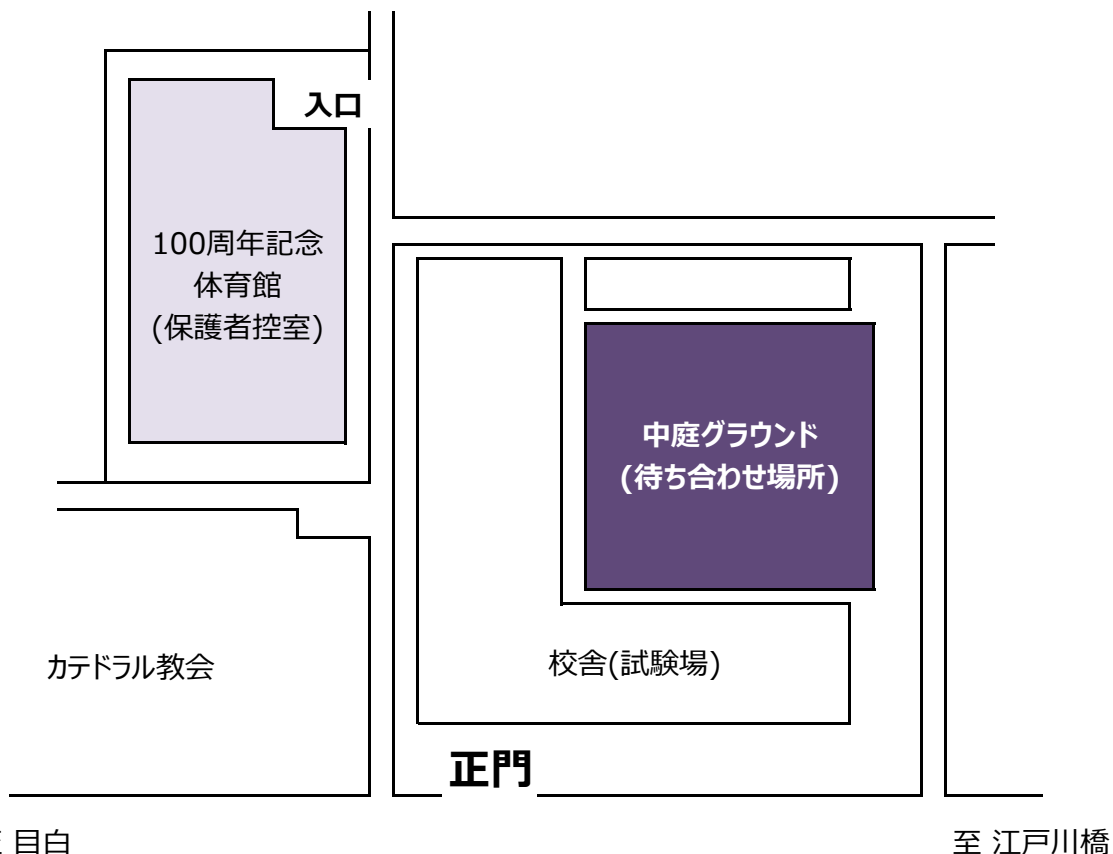 入口
100周年記念
体育館
(保護者控室)
中庭グラウンド
(待ち合わせ場所)
カテドラル教会
校舎(試験場)
正門
目白
至 江戸川橋